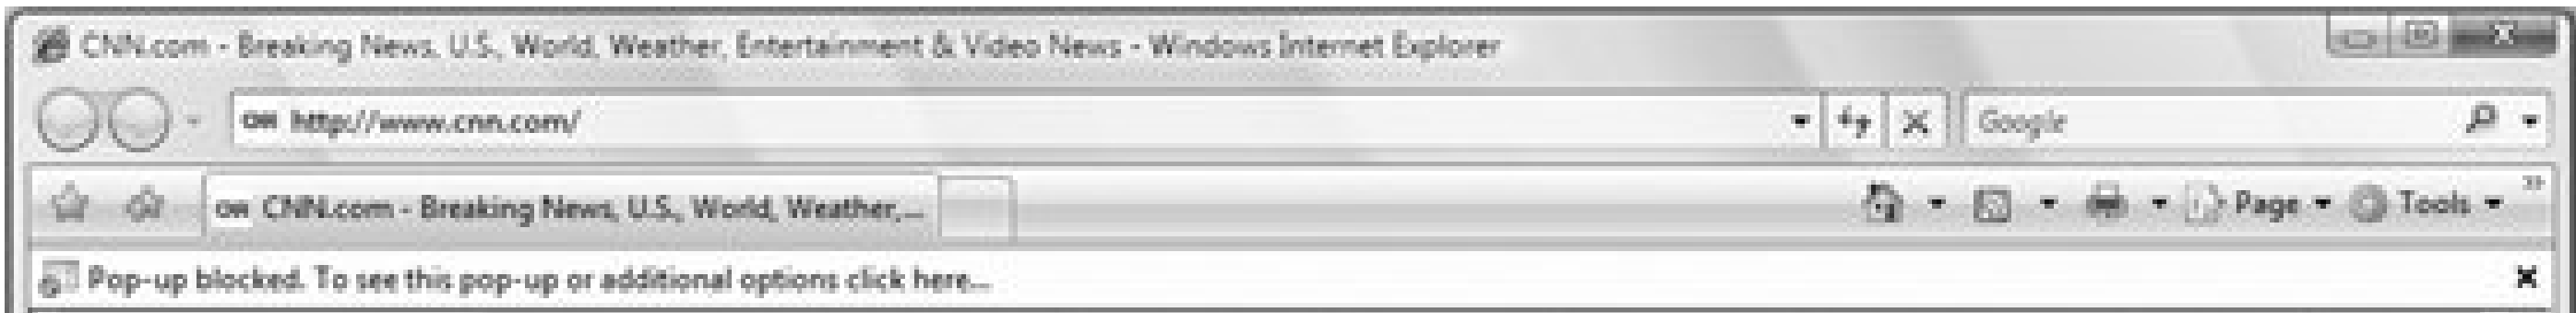 CNN.com - Breaking News, U.S., World, Weather, Entertainment & Video News - Windows Internet Explorer
CNN http://www.cnn.com/ Google
CNN CNN.com - Breaking News, U.S., World, Weather,... Page Tools
Pop-up blocked. To see this pop-up or additional options click here...